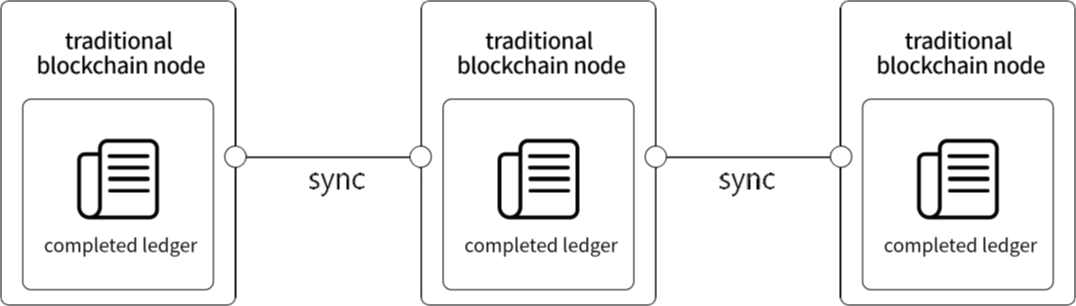 traditional
blockchain node
completed ledger
sync
traditional
blockchain node
completed ledger
sync
traditional
blockchain node
completed ledger